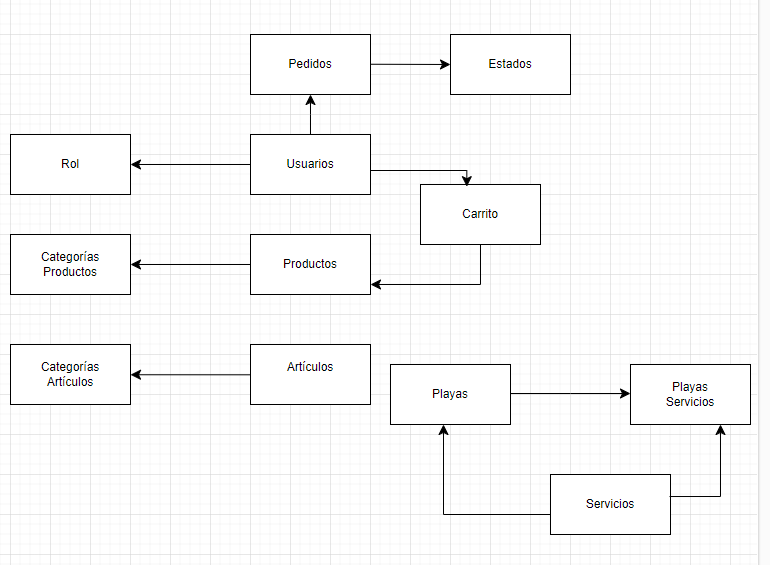 Pedidos
Estados
Rol
Usuarios
Carrito
Categorías
Productos
Productos
Categorías
Artículos
Artículos
Playas
Playas
Servicios
Servicios